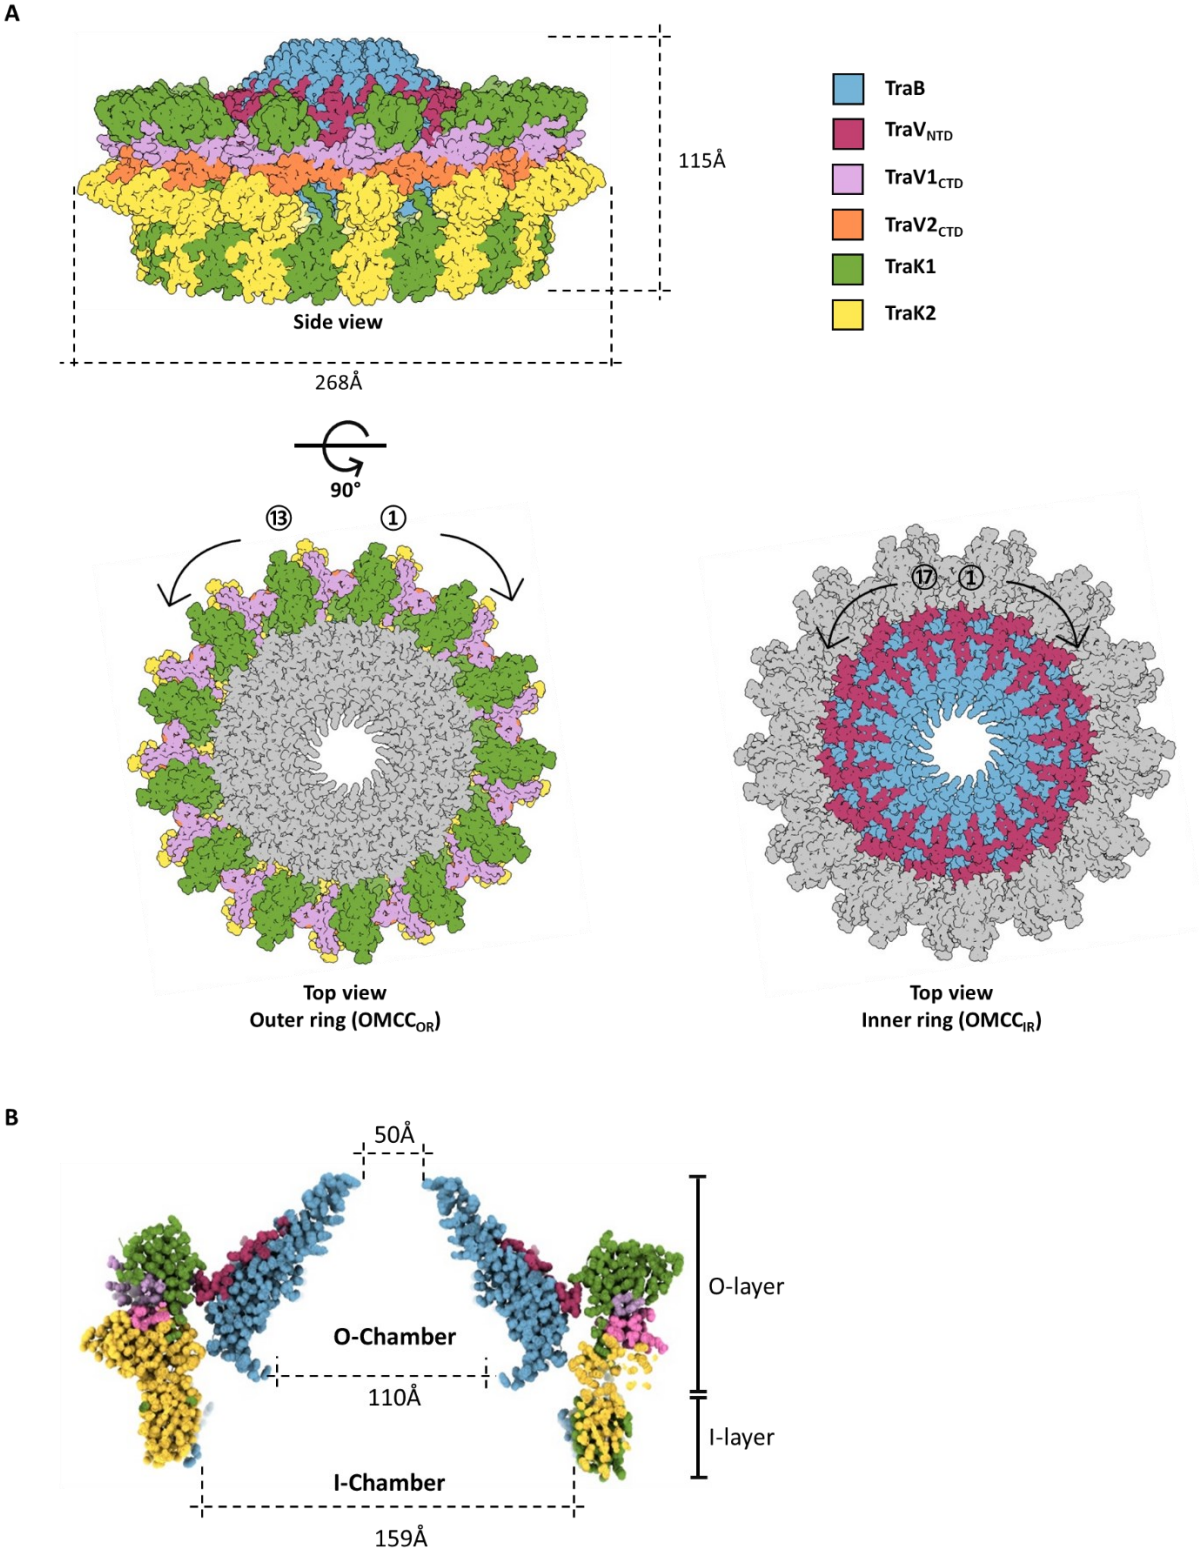 A
TraB
TraV_NTD
TraV1_CTD
TraV2_CTD
TraK1
TraK2
115Å
Side view
268Å
90°
⑬ ①
⑰ ①
Top view
Outer ring (OMCC_OR)
Top view
Inner ring (OMCC_IR)
B
50Å
O-layer
O-Chamber
110Å
I-layer
I-Chamber
159Å